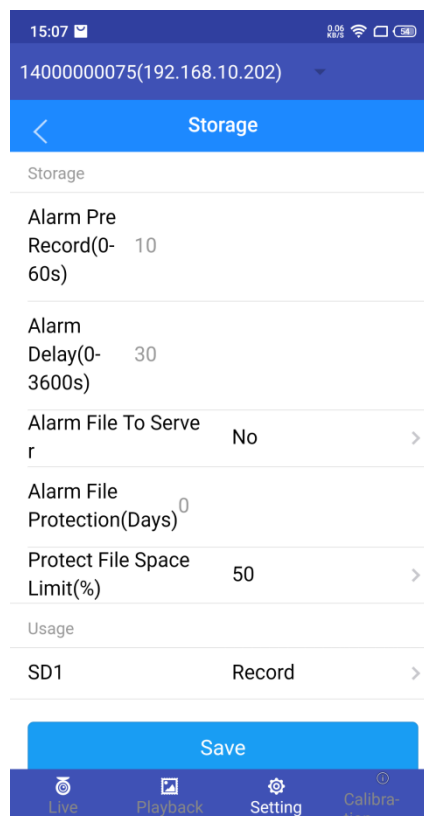 15:07 0.06 KB/S 54
14000000075(192.168.10.202)
Storage
Storage
Alarm Pre
Record(0-
60s)
10
Alarm
Delay(0-
3600s)
30
Alarm File To Serve
r
No
Alarm File
Protection(Days)
0
Protect File Space
Limit(%)
50
Usage
SD1 Record
Save
Live Playback Setting Calibra-
tion